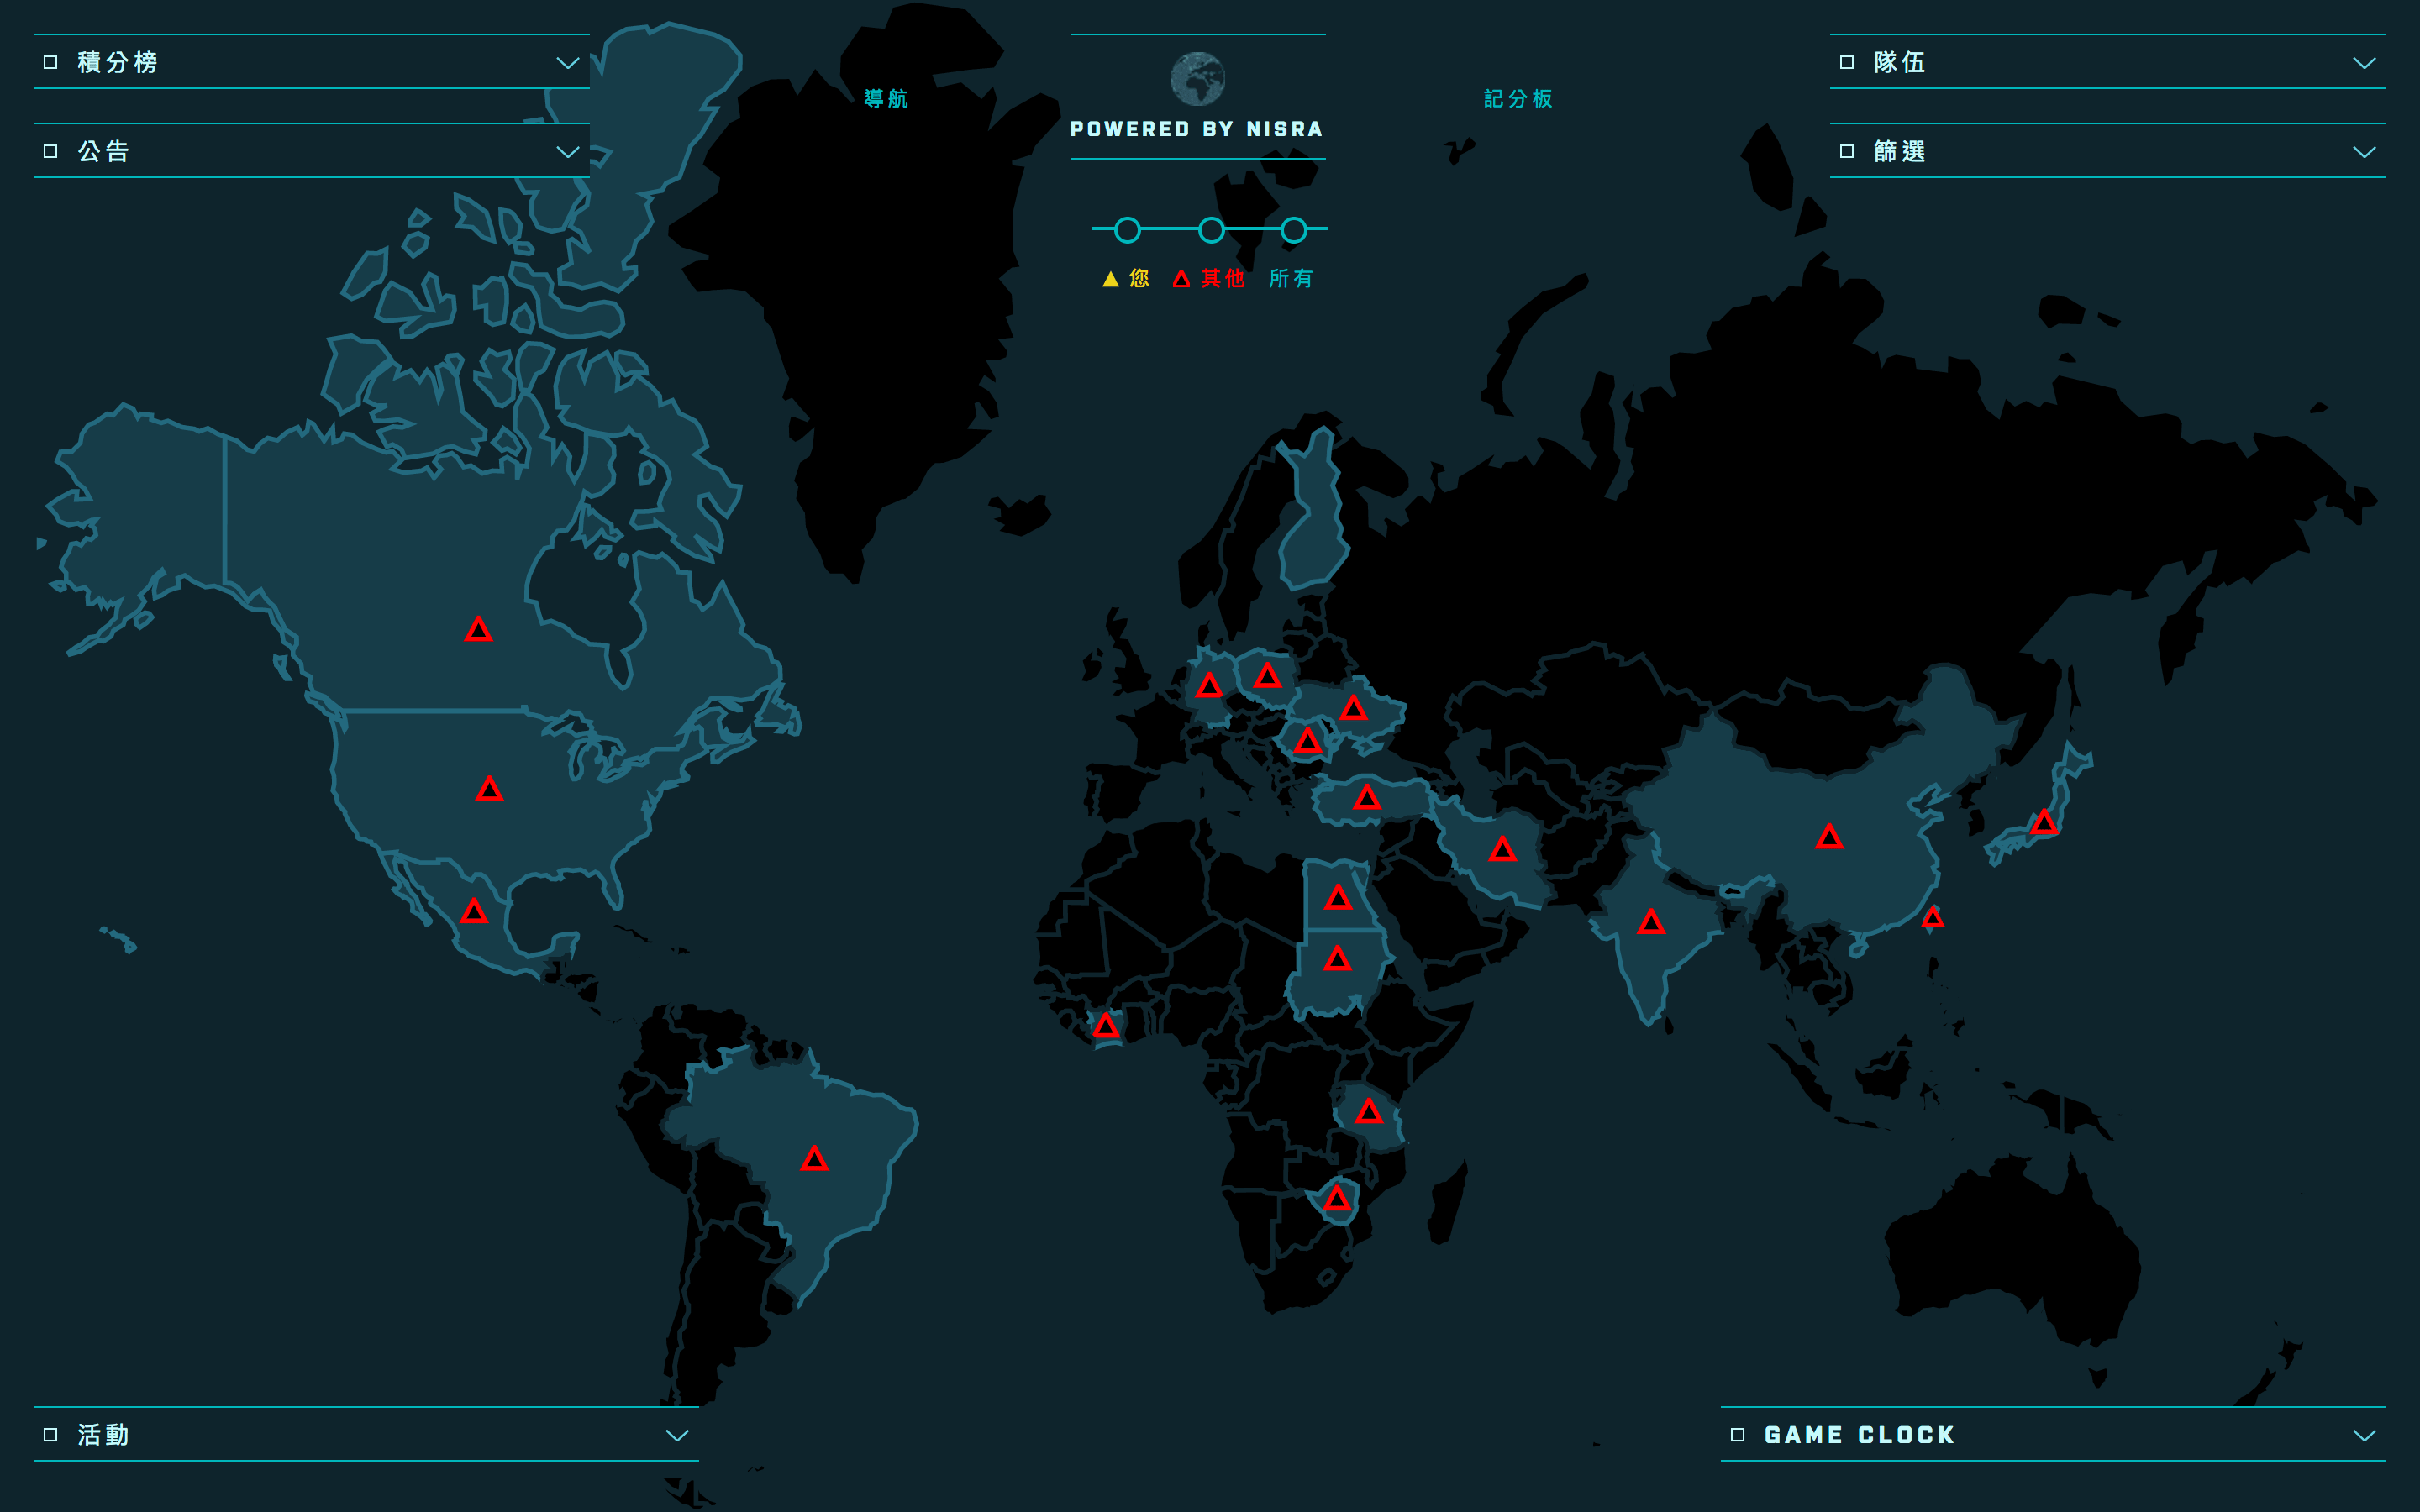 積分榜
公告
導航
POWERED BY NISRA
記分板
隊伍
篩選
您 其他 所有
活動
GAME CLOCK